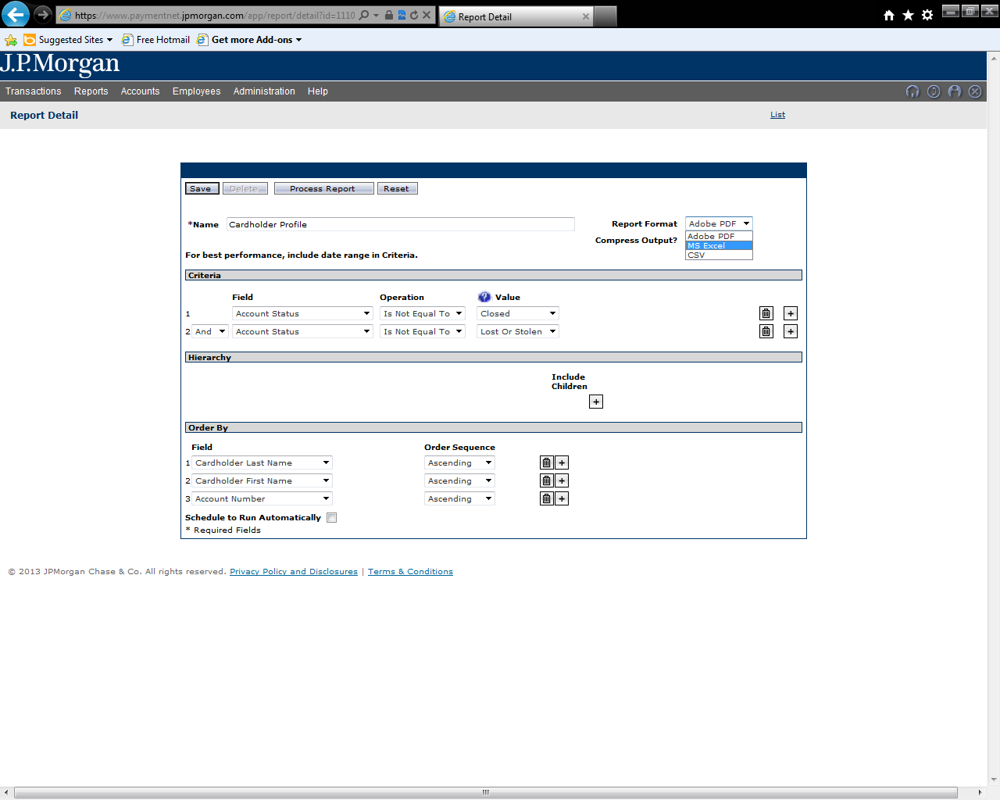 https://www.paymentnet.jpmorgan.com/app/report/detail?id=1110
Report Detail
Suggested Sites
Free Hotmail
Get more Add-ons
J.P.Morgan
Transactions Reports Accounts Employees Administration Help
Report Detail List
Save Delete Process Report Reset
*Name Cardholder Profile Report Format Adobe PDF
Adobe PDF
Compress Output? MS Excel
CSV
For best performance, include date range in Criteria.
Criteria
Field Operation ? Value
1 Account Status Is Not Equal To Closed +
2 And Account Status Is Not Equal To Lost Or Stolen +
Hierarchy
Include
Children
+
Order By
Field Order Sequence
1 Cardholder Last Name Ascending +
2 Cardholder First Name Ascending +
3 Account Number Ascending +
Schedule to Run Automatically
* Required Fields
© 2013 JPMorgan Chase & Co. All rights reserved. Privacy Policy and Disclosures | Terms & Conditions